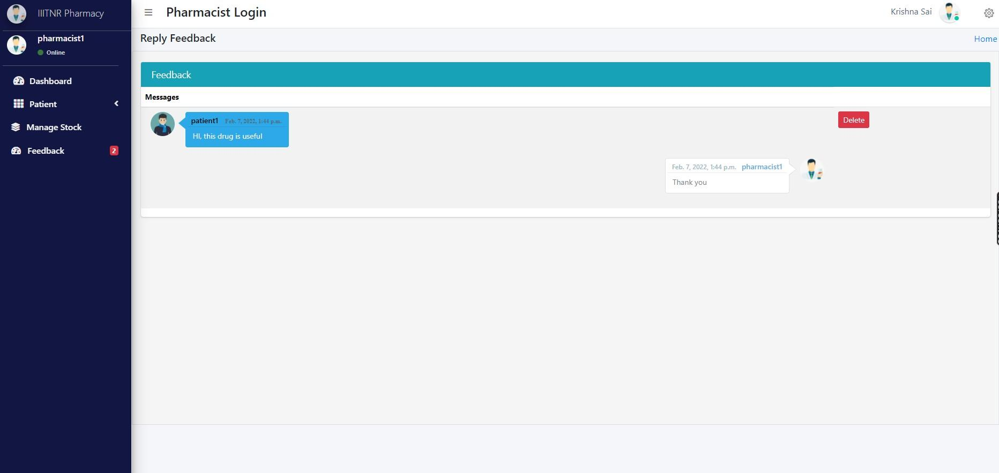 IIITNR Pharmacy
pharmacist1
Online
Dashboard
Patient
Manage Stock
Feedback 2
Pharmacist Login
Krishna Sai
Reply Feedback
Home
Feedback
Messages
patient1 Feb. 7, 2022, 1:44 p.m.
HI, this drug is useful
Delete
Feb. 7, 2022, 1:44 p.m. pharmacist1
Thank you